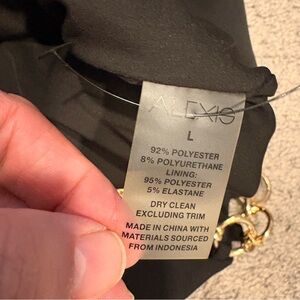 ALEXIS
L
92% POLYESTER
8% POLYURETHANE
LINING:
95% POLYESTER
5% ELASTANE
DRY CLEAN
EXCLUDING TRIM
MADE IN CHINA WITH
MATERIALS SOURCED
FROM INDONESIA